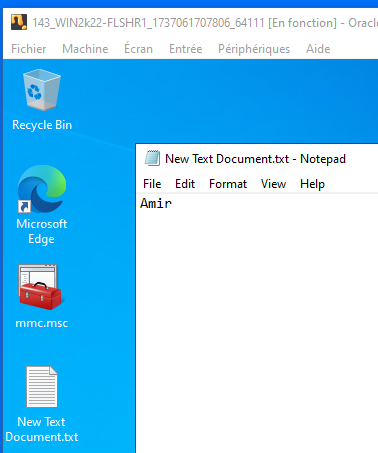 143_WIN2k22-FLSHR1_1737061707806_64111 [En fonction] - Oracle
Fichier Machine Écran Entrée Périphériques Aide
Recycle Bin
New Text Document.txt - Notepad
File Edit Format View Help
Amir
Microsoft
Edge
mmc.msc
New Text
Document.txt